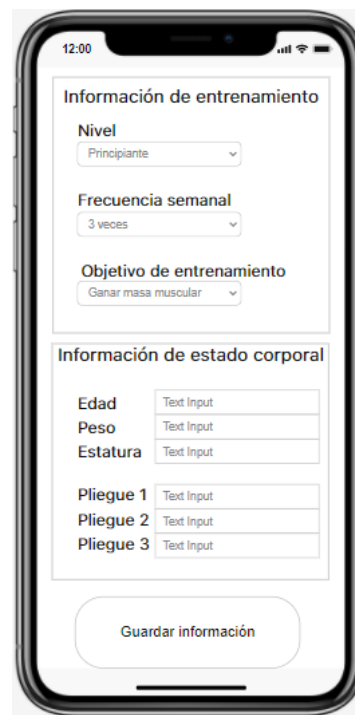 12:00
Información de entrenamiento
Nivel
Principiante
Frecuencia semanal
3 veces
Objetivo de entrenamiento
Ganar masa muscular
Información de estado corporal
Edad Text Input
Peso Text Input
Estatura Text Input
Pliegue 1 Text Input
Pliegue 2 Text Input
Pliegue 3 Text Input
Guardar información